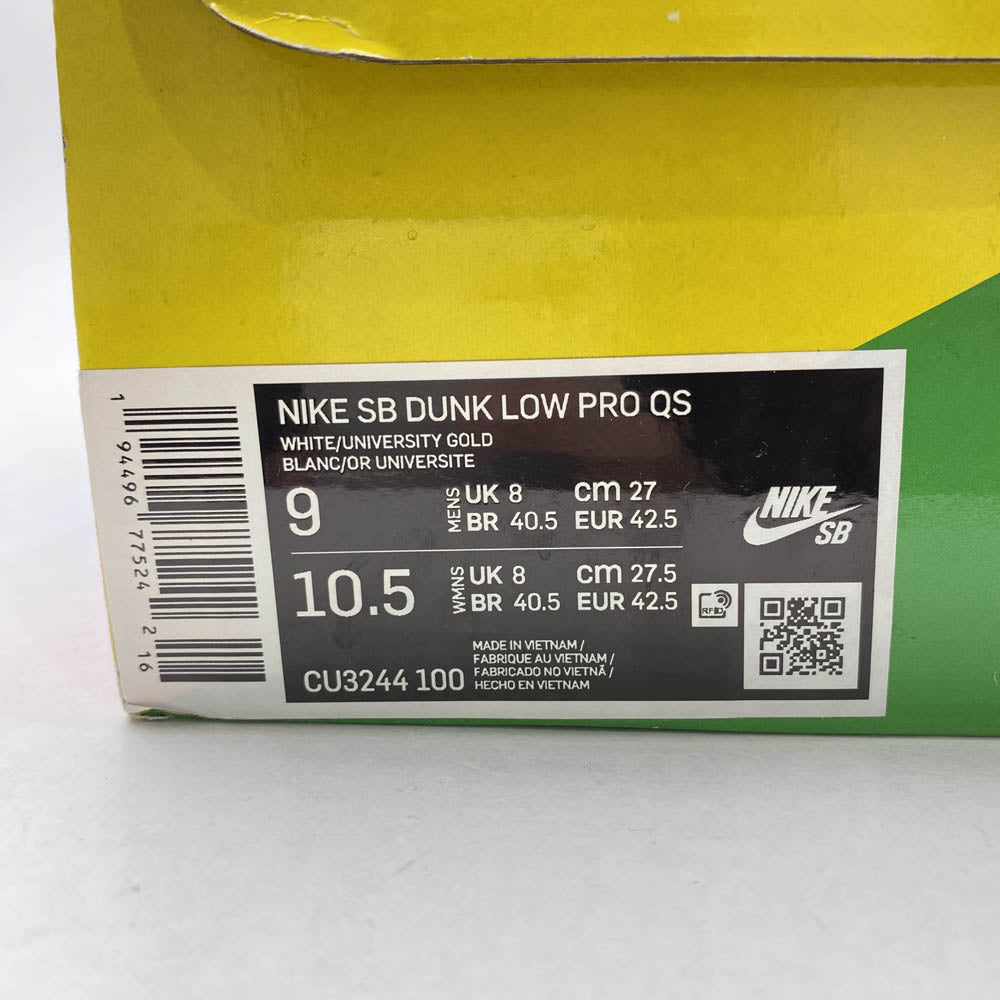 NIKE SB DUNK LOW PRO QS
WHITE/UNIVERSITY GOLD
BLANC/OR UNIVERSITE
9 MENS UK 8 cm 27
BR 40.5 EUR 42.5
10.5 WMNS UK 8 cm 27.5
BR 40.5 EUR 42.5
CU3244 100
MADE IN VIETNAM /
FABRIQUE AU VIETNAM /
FABRICADO NO VIETNÃ /
HECHO EN VIETNAM
NIKE
SB
RFID
1 94496 77524 2 16